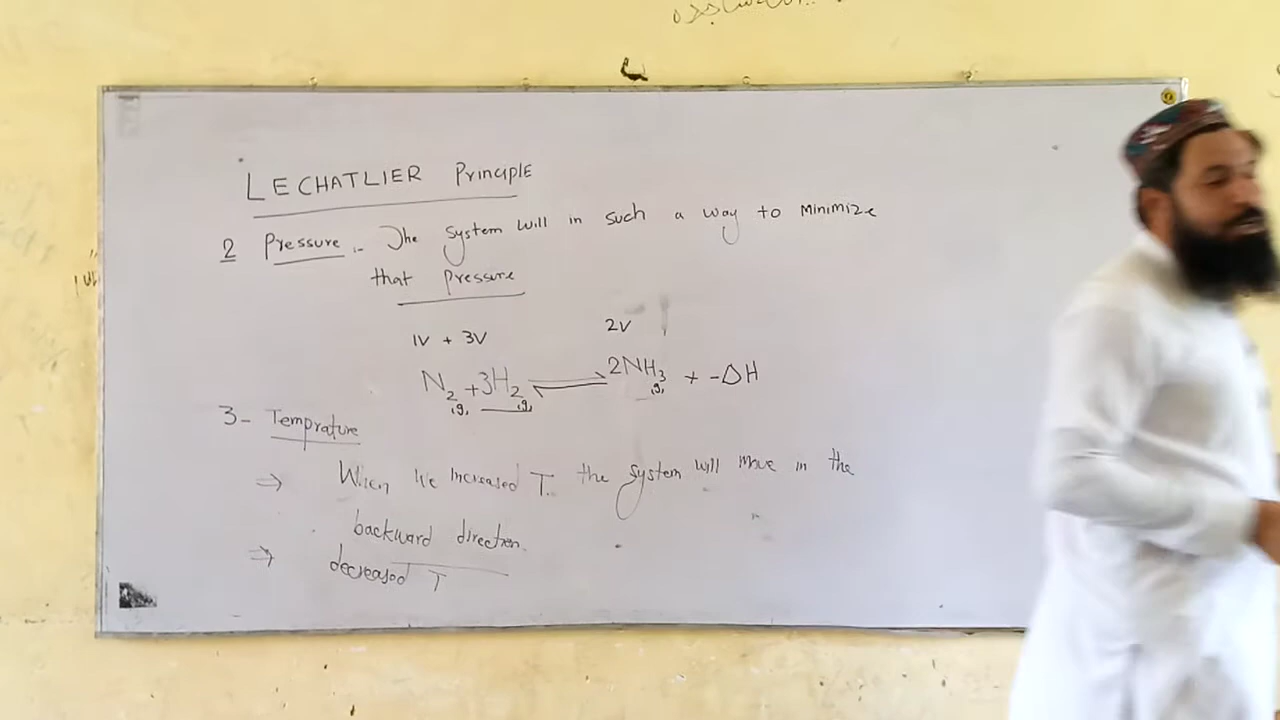 LECHATLIER Principle
2 Pressure :- The system will in such a way to Minimize
that Pressure
1V + 3V 2V
N₂(g) + 3H₂(g) ⇌ 2NH₃(g) + -ΔH
3- Temprature
⇒ When we increased T. the system will move in the
backward direction.
⇒ decreased T